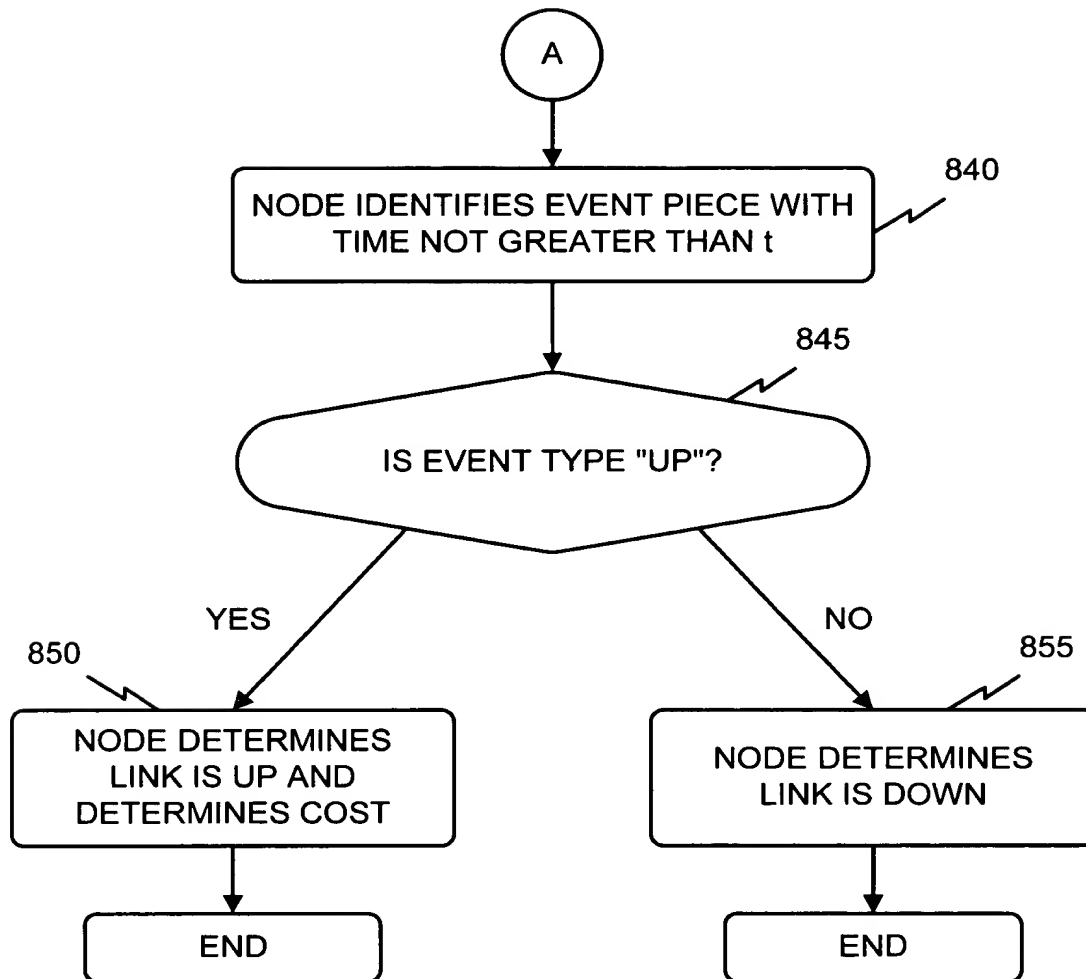 A
NODE IDENTIFIES EVENT PIECE WITH
TIME NOT GREATER THAN t
840
845
IS EVENT TYPE "UP"?
YES
NO
850
855
NODE DETERMINES
LINK IS UP AND
DETERMINES COST
NODE DETERMINES
LINK IS DOWN
END
END